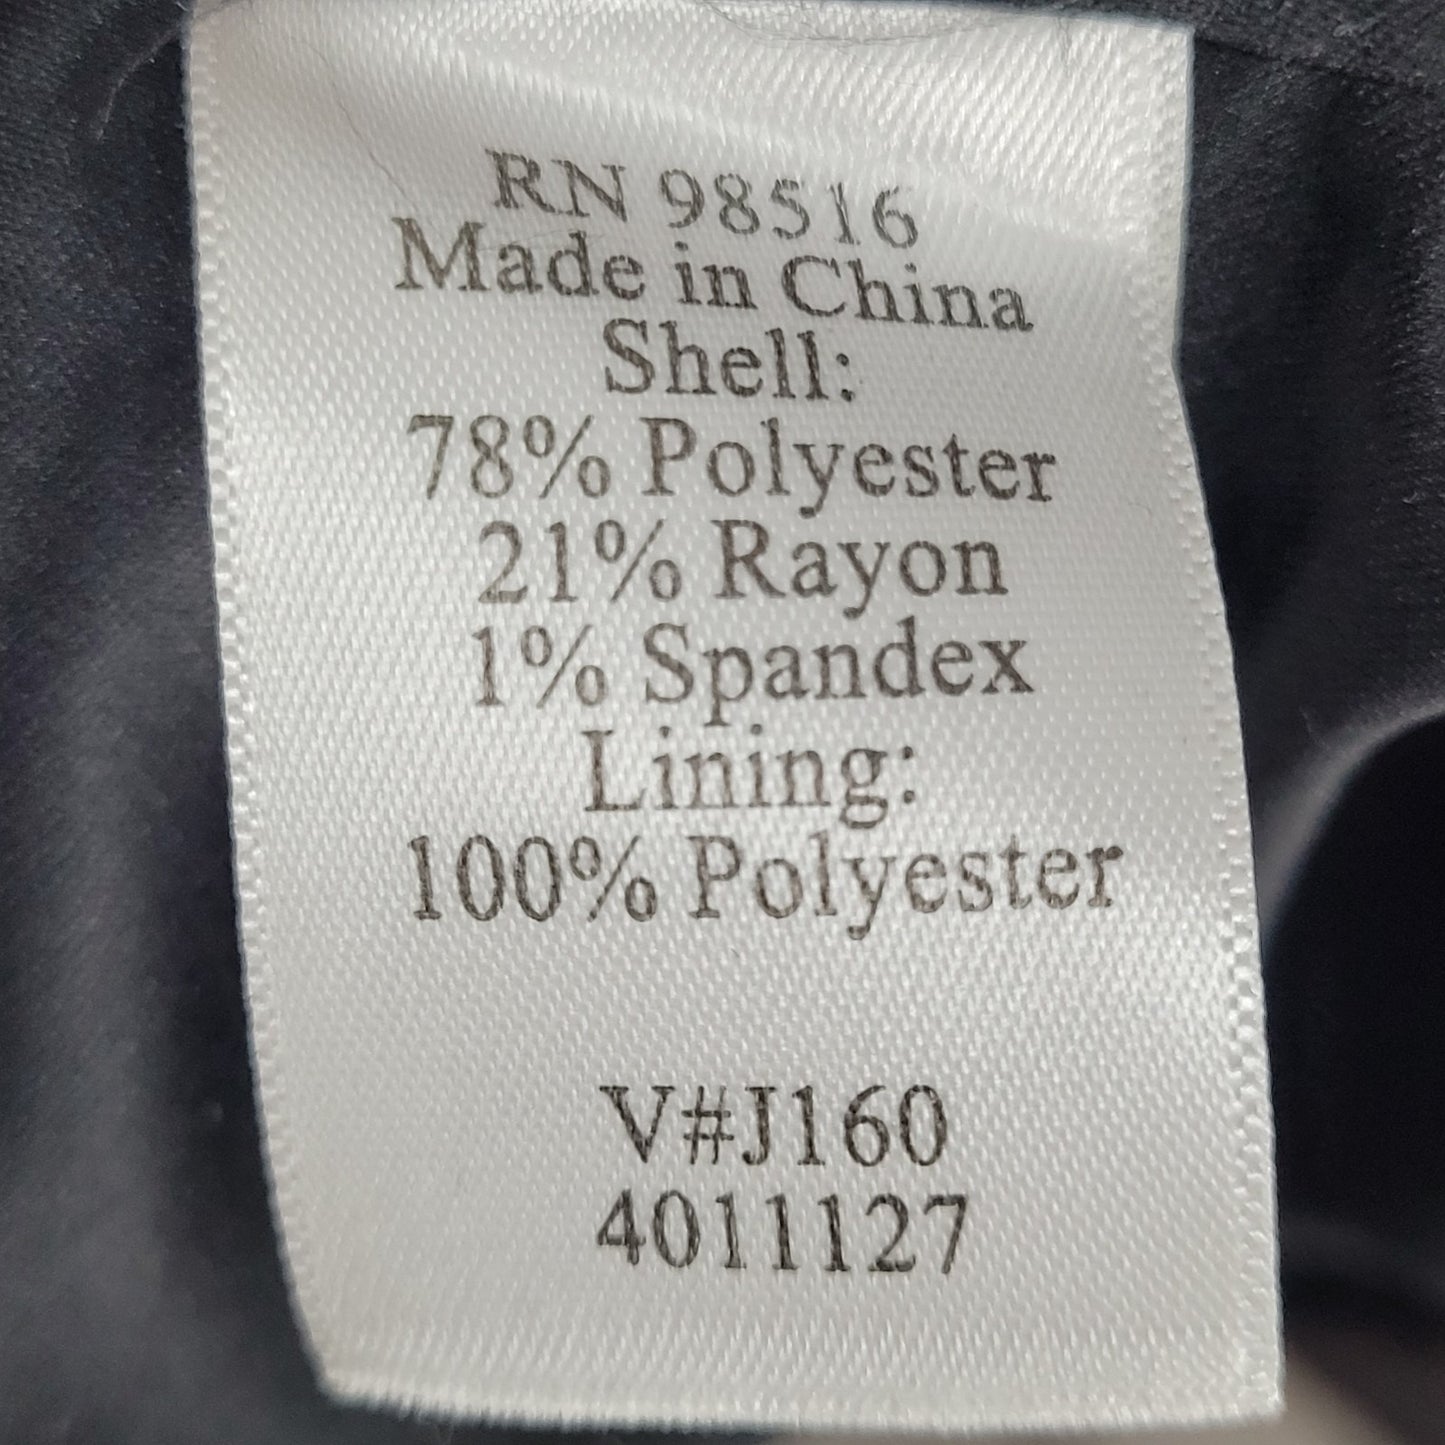 RN 98516
Made in China
Shell:
78% Polyester
21% Rayon
1% Spandex
Lining:
100% Polyester
V#J160
4011127